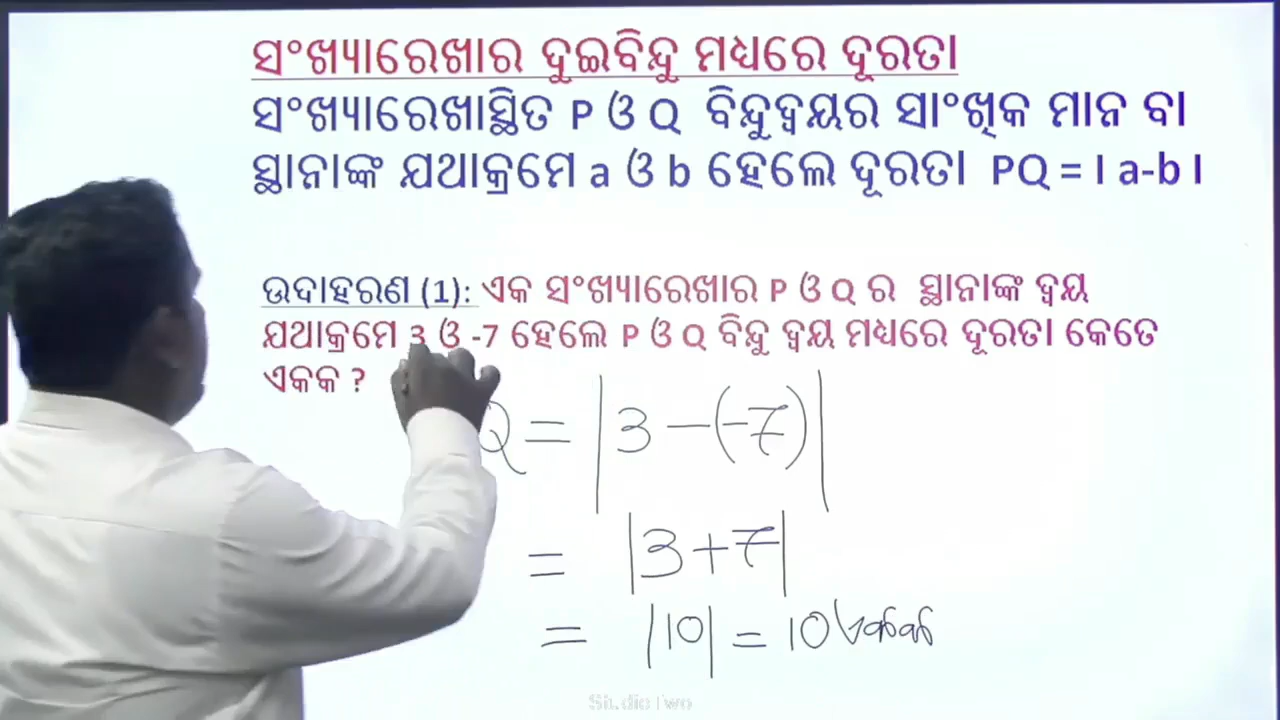 ସଂଖ୍ୟାରେଖାର ଦୁଇବିନ୍ଦୁ ମଧ୍ୟରେ ଦୂରତା
ସଂଖ୍ୟାରେଖାସ୍ଥିତ P ଓ Q ବିନ୍ଦୁଦ୍ୱୟର ସାଂଖିକ ମାନ ବା
ସ୍ଥାନାଙ୍କ ଯଥାକ୍ରମେ a ଓ b ହେଲେ ଦୂରତା PQ = l a-b l
ଉଦାହରଣ (1): ଏକ ସଂଖ୍ୟାରେଖାର P ଓ Q ର ସ୍ଥାନାଙ୍କ ଦ୍ୱୟ
ଯଥାକ୍ରମେ 3 ଓ -7 ହେଲେ P ଓ Q ବିନ୍ଦୁ ଦ୍ୱୟ ମଧ୍ୟରେ ଦୂରତା କେତେ
ଏକକ ?
Q = |3-(-7)|
= |3+7|
= |10| = 10 ଏକକ